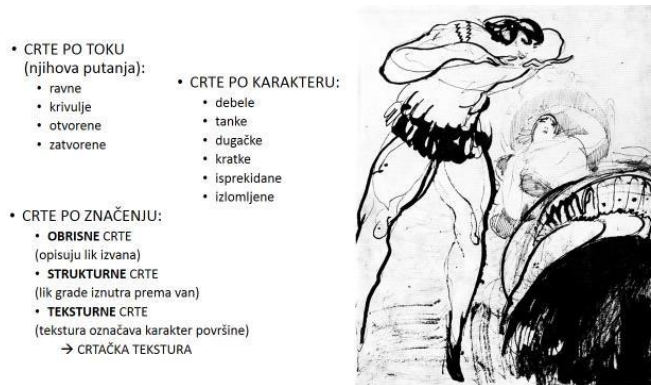 • CRTE PO TOKU
(njihova putanja):
• ravne
• krivulje
• otvorene
• zatvorene
• CRTE PO KARAKTERU:
• debele
• tanke
• dugačke
• kratke
• isprekidane
• izlomljene
• CRTE PO ZNAČENJU:
• OBRISNE CRTE
(opisuju lik izvana)
• STRUKTURNE CRTE
(lik grade iznutra prema van)
• TEKSTURNE CRTE
(tekstura označava karakter površine)
→ CRTAČKA TEKSTURA